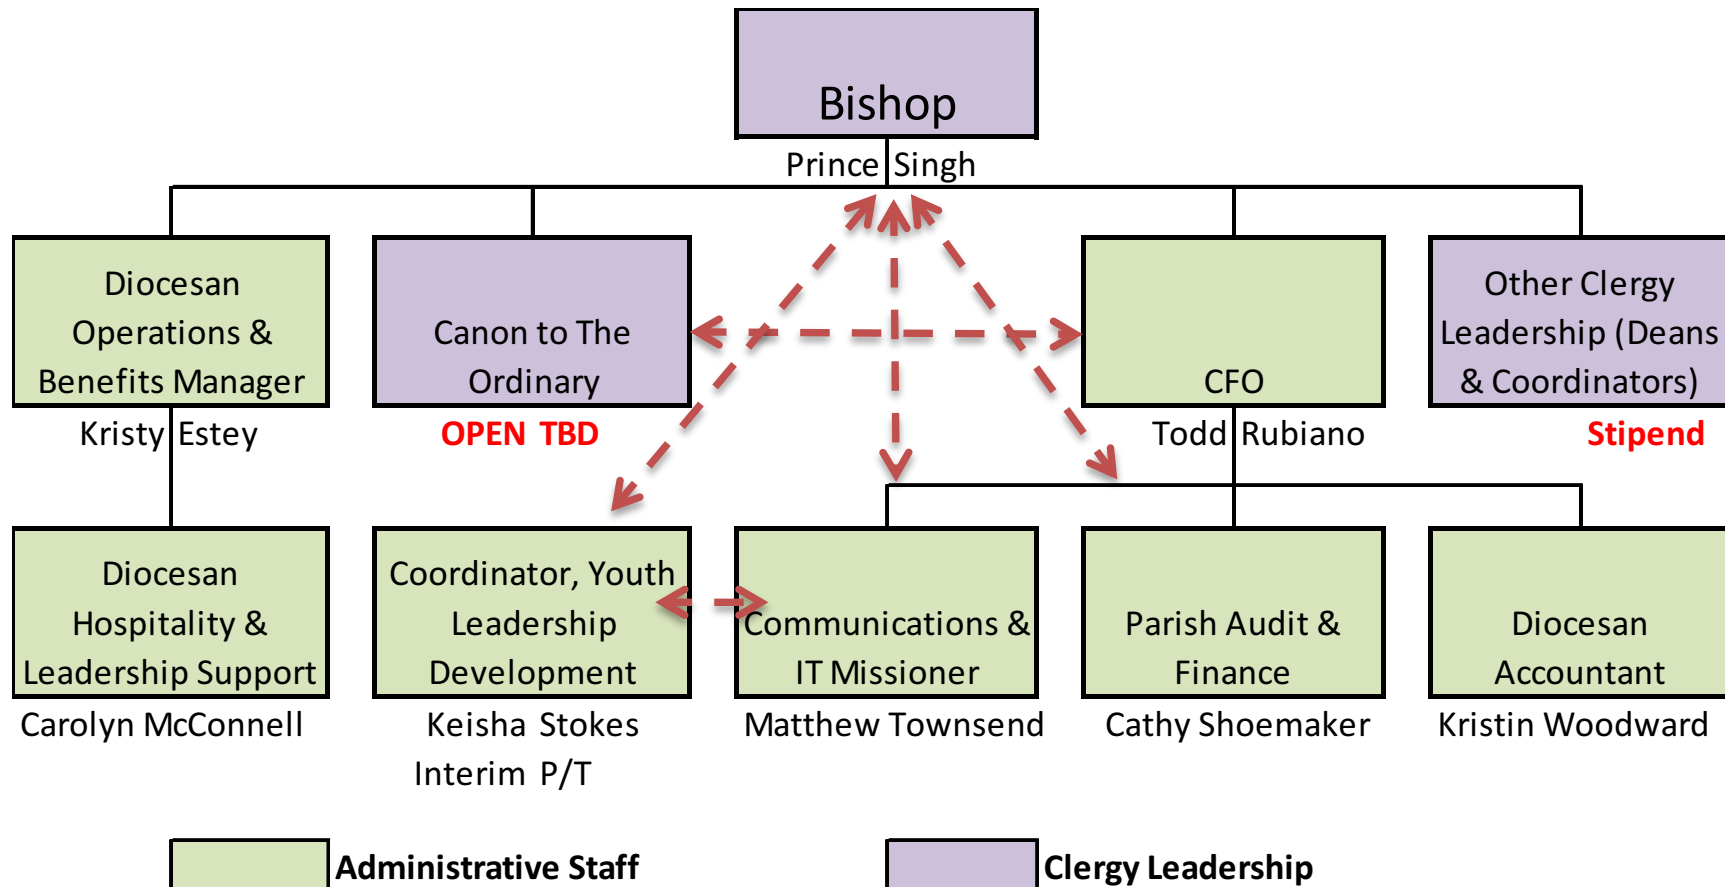 Bishop
Prince Singh
Diocesan
Operations &
Benefits Manager
Kristy Estey
Canon to The
Ordinary
OPEN TBD
CFO
Todd Rubiano
Other Clergy
Leadership (Deans
& Coordinators)
Stipend
Diocesan
Hospitality &
Leadership Support
Carolyn McConnell
Coordinator, Youth
Leadership
Development
Keisha Stokes
Interim P/T
Communications &
IT Missioner
Matthew Townsend
Parish Audit &
Finance
Cathy Shoemaker
Diocesan
Accountant
Kristin Woodward
Administrative Staff
Clergy Leadership